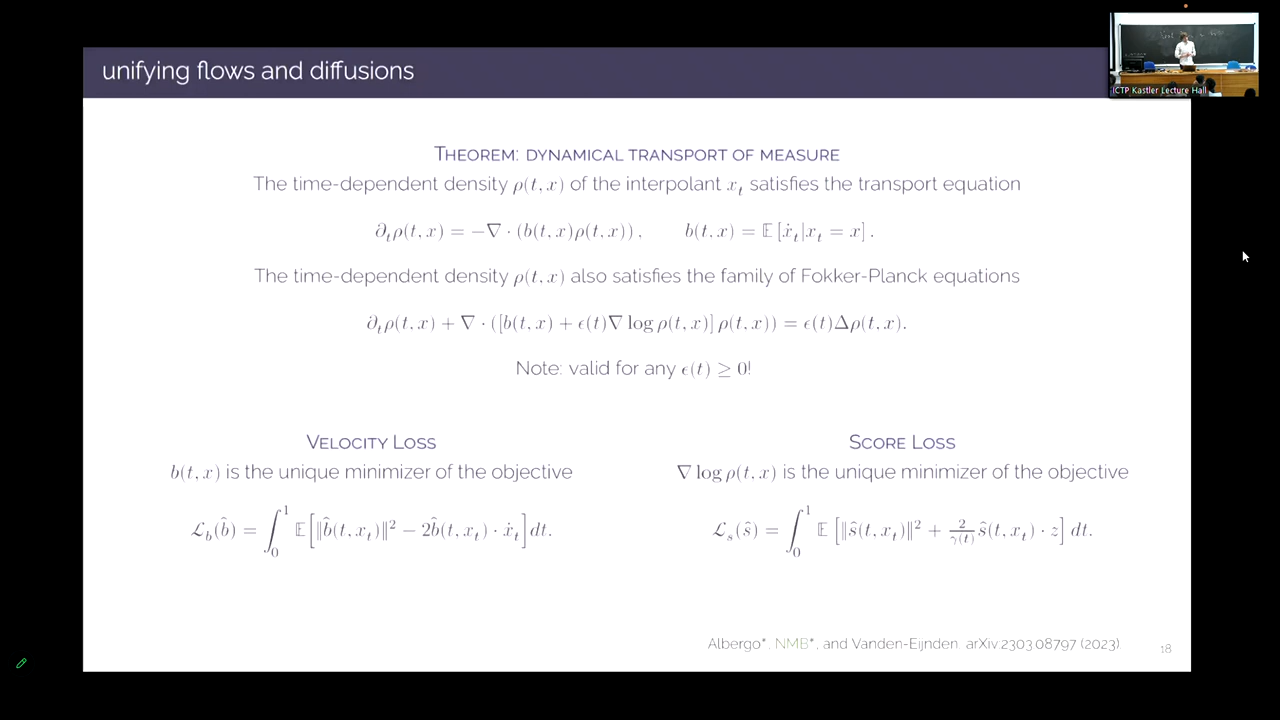 unifying flows and diffusions
ICTP Kastler Lecture Hall
THEOREM: DYNAMICAL TRANSPORT OF MEASURE
The time-dependent density ρ(t, x) of the interpolant x_t satisfies the transport equation
∂_tρ(t, x) = −∇ · (b(t, x)ρ(t, x)) , b(t, x) = 𝔼 [ẋ_t|x_t = x] .
The time-dependent density ρ(t, x) also satisfies the family of Fokker-Planck equations
∂_tρ(t, x) + ∇ · ([b(t, x) + ϵ(t)∇ log ρ(t, x)] ρ(t, x)) = ϵ(t)Δρ(t, x).
Note: valid for any ϵ(t) ≥ 0!
VELOCITY LOSS
b(t, x) is the unique minimizer of the objective
ℒ_b(b̂) = ∫_0^1 𝔼[‖b̂(t, x_t)‖² − 2b̂(t, x_t) · ẋ_t]dt.
SCORE LOSS
∇ log ρ(t, x) is the unique minimizer of the objective
ℒ_s(ŝ) = ∫_0^1 𝔼 [‖ŝ(t, x_t)‖² + 2/γ(t) ŝ(t, x_t) · z] dt.
Albergo*, NMB*, and Vanden-Eijnden. arXiv:2303.08797 (2023).
18